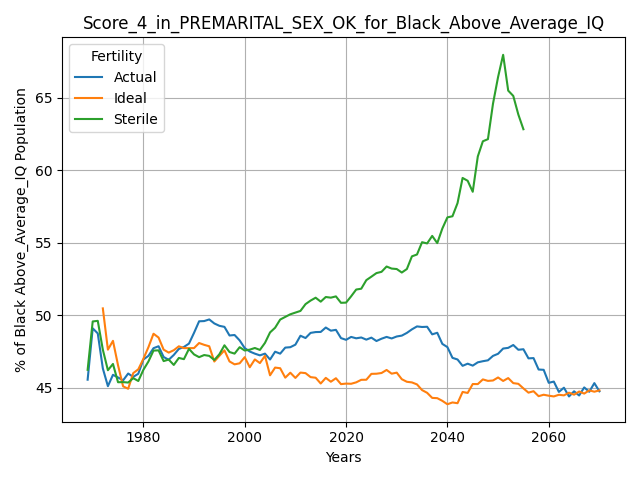 Score_4_in_PREMARITAL_SEX_OK_for_Black_Above_Average_IQ
% of Black Above_Average_IQ Population
65
60
55
50
45
Fertility
Actual
Ideal
Sterile
1980 2000 2020 2040 2060
Years